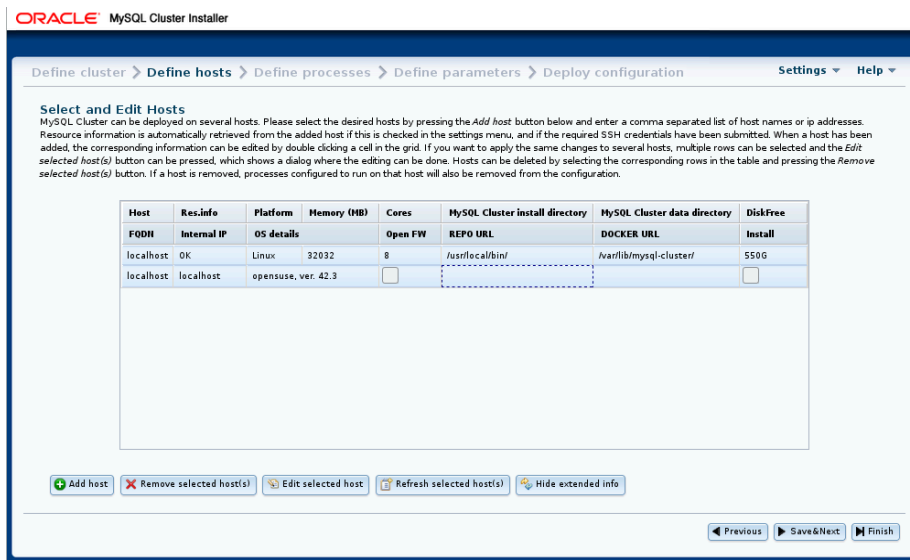 ORACLE® MySQL Cluster Installer
Define cluster > Define hosts > Define processes > Define parameters > Deploy configuration Settings Help
Select and Edit Hosts
MySQL Cluster can be deployed on several hosts. Please select the desired hosts by pressing the Add host button below and enter a comma separated list of host names or ip addresses.
Resource information is automatically retrieved from the added host if this is checked in the settings menu, and if the required SSH credentials have been submitted. When a host has been
added, the corresponding information can be edited by double clicking a cell in the grid. If you want to apply the same changes to several hosts, multiple rows can be selected and the Edit
selected host(s) button can be pressed, which shows a dialog where the editing can be done. Hosts can be deleted by selecting the corresponding rows in the table and pressing the Remove
selected host(s) button. If a host is removed, processes configured to run on that host will also be removed from the configuration.
Host Res.info Platform Memory (MB) Cores MySQL Cluster install directory MySQL Cluster data directory DiskFree
FQDN Internal IP OS details Open FW REPO URL DOCKER URL Install
localhost OK Linux 32032 8 /usr/local/bin/ /var/lib/mysql-cluster/ 550G
localhost localhost opensuse, ver. 42.3
Add host Remove selected host(s) Edit selected host Refresh selected host(s) Hide extended info
Previous Save&Next Finish